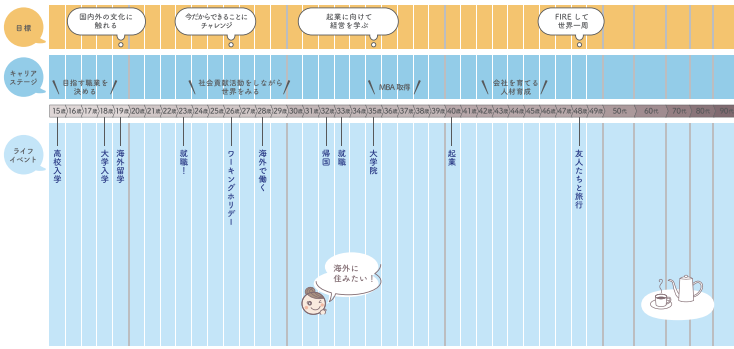 目標
国内外の文化に
触れる
今だからできることに
チャレンジ
起業に向けて
経営を学ぶ
FIREして
世界一周
キャリア
ステージ
目指す職業を
決める
社会貢献活動をしながら
世界をみる
MBA取得
会社を育てる
人材育成
15歳 16歳 17歳 18歳 19歳 20歳 21歳 22歳 23歳 24歳 25歳 26歳 27歳 28歳 29歳 30歳 31歳 32歳 33歳 34歳 35歳 36歳 37歳 38歳 39歳 40歳 41歳 42歳 43歳 44歳 45歳 46歳 47歳 48歳 49歳 50代 60代 70代 80代 90代
ライフ
イベント
高校入学
大学入学
海外留学
就職!
ワーキングホリデー
海外で働く
帰国
就職
大学院
起業
友人たちと旅行
海外に
住みたい!